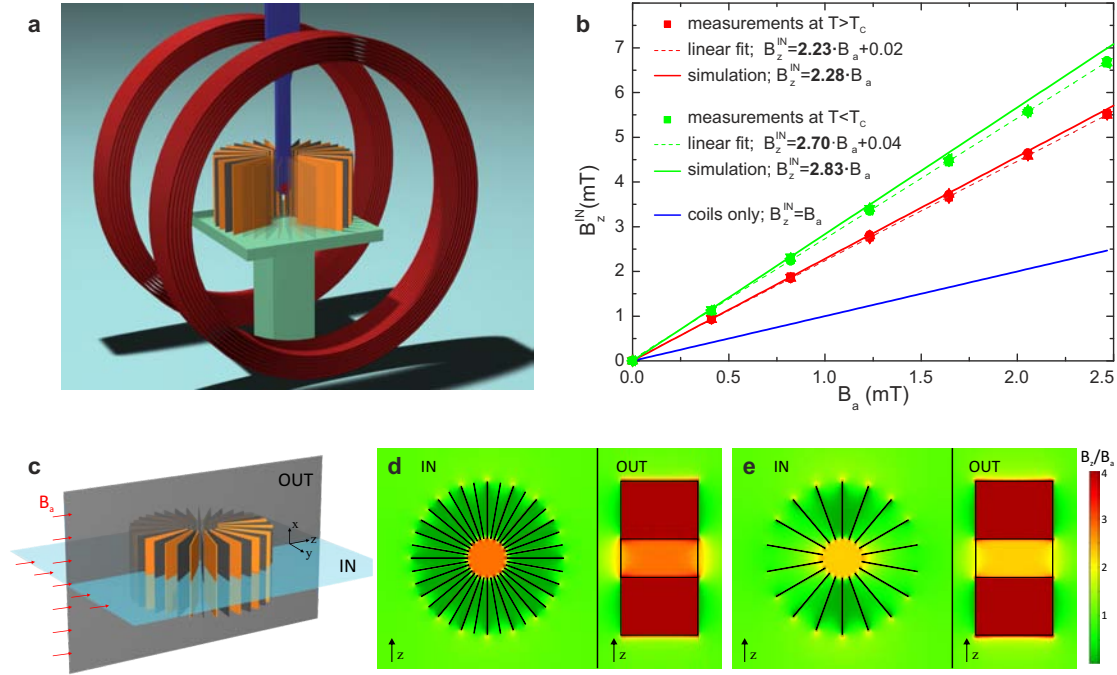 a
b
measurements at T>T_C
linear fit; B_z^IN=2.23·B_a+0.02
simulation; B_z^IN=2.28·B_a
measurements at T<T_C
linear fit; B_z^IN=2.70·B_a+0.04
simulation; B_z^IN=2.83·B_a
coils only; B_z^IN=B_a
B_z^IN(mT)
7
6
5
4
3
2
1
0
0.0 0.5 1.0 1.5 2.0 2.5
B_a (mT)
c
OUT
B_a
x
z
y
IN
d IN OUT
z z
e IN OUT
z z
B_z/B_a
4
3
2
1